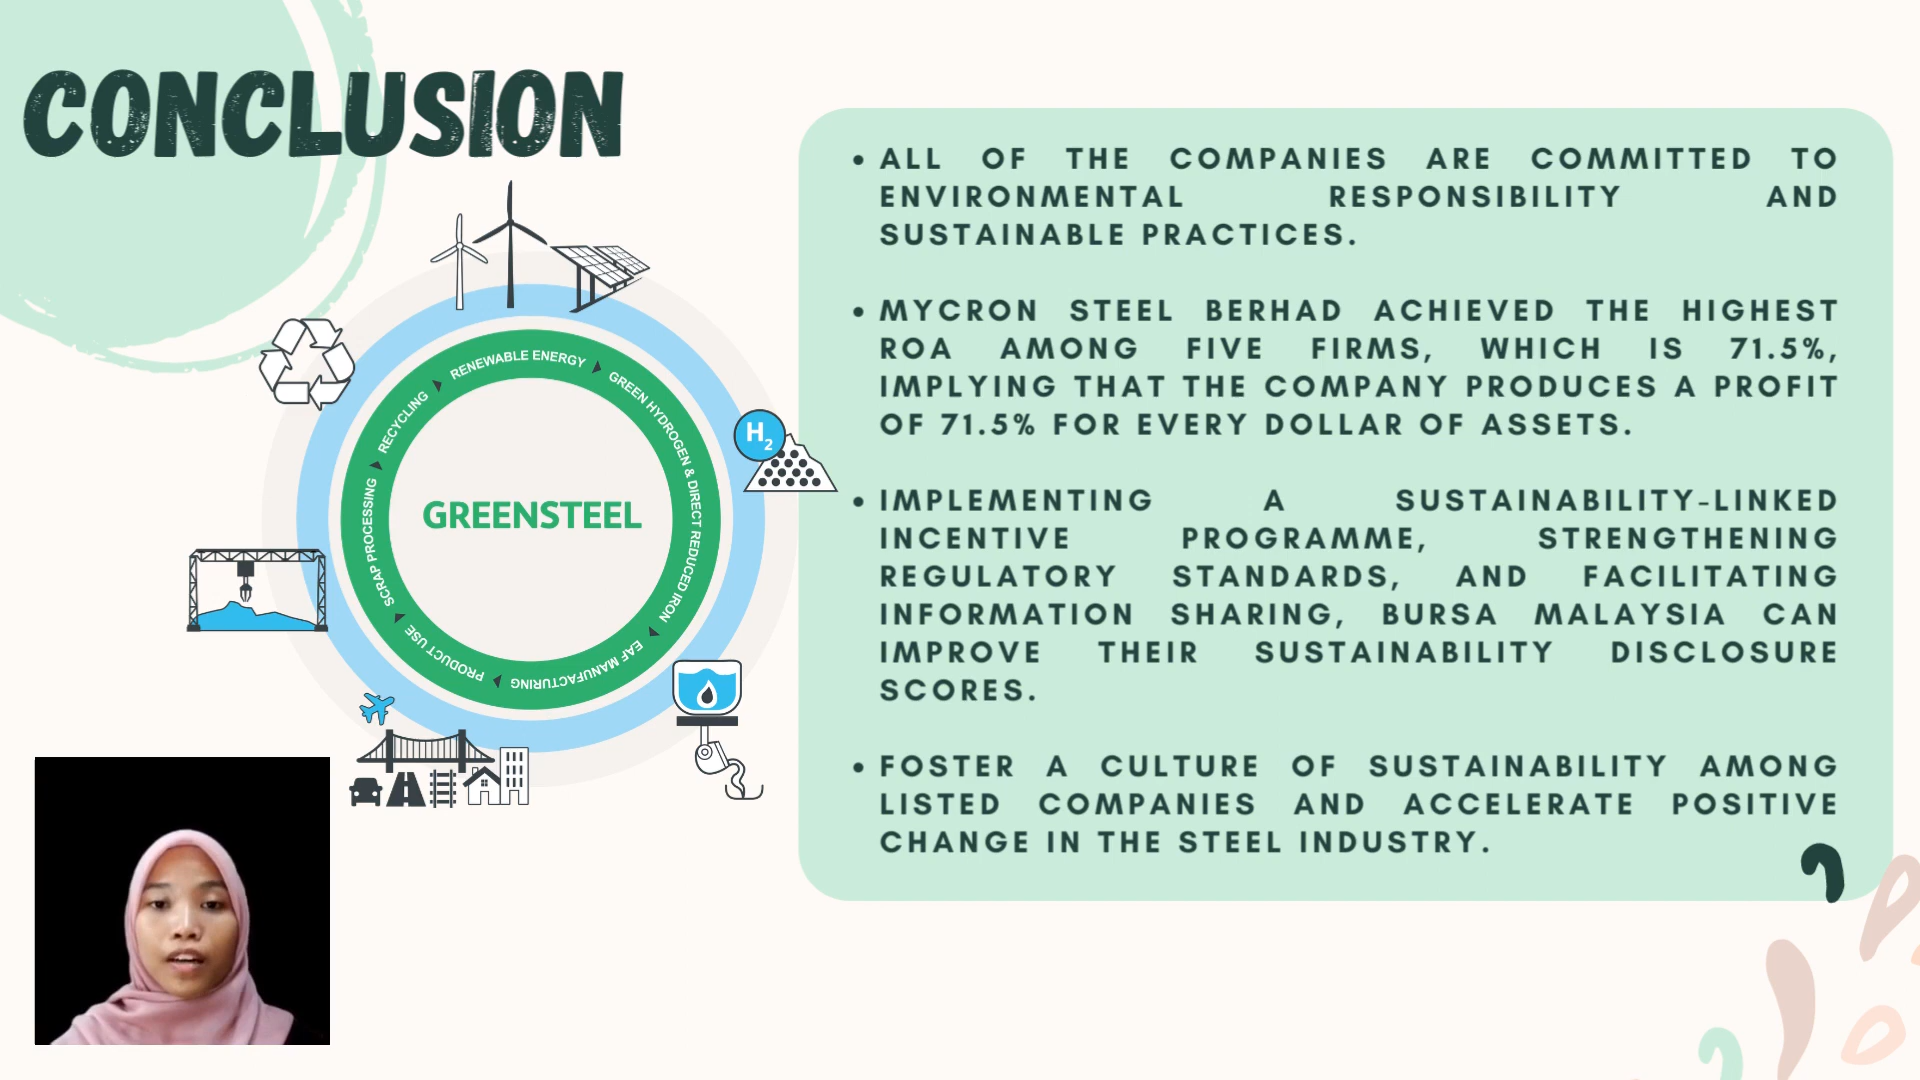 CONCLUSION
RENEWABLE ENERGY
GREEN HYDROGEN & DIRECT REDUCED IRON
EAF MANUFACTURING
PRODUCT USE
SCRAP PROCESSING
RECYCLING
GREENSTEEL
H2
• ALL OF THE COMPANIES ARE COMMITTED TO
ENVIRONMENTAL RESPONSIBILITY AND
SUSTAINABLE PRACTICES.
• MYCRON STEEL BERHAD ACHIEVED THE HIGHEST
ROA AMONG FIVE FIRMS, WHICH IS 71.5%,
IMPLYING THAT THE COMPANY PRODUCES A PROFIT
OF 71.5% FOR EVERY DOLLAR OF ASSETS.
• IMPLEMENTING A SUSTAINABILITY-LINKED
INCENTIVE PROGRAMME, STRENGTHENING
REGULATORY STANDARDS, AND FACILITATING
INFORMATION SHARING, BURSA MALAYSIA CAN
IMPROVE THEIR SUSTAINABILITY DISCLOSURE
SCORES.
• FOSTER A CULTURE OF SUSTAINABILITY AMONG
LISTED COMPANIES AND ACCELERATE POSITIVE
CHANGE IN THE STEEL INDUSTRY.